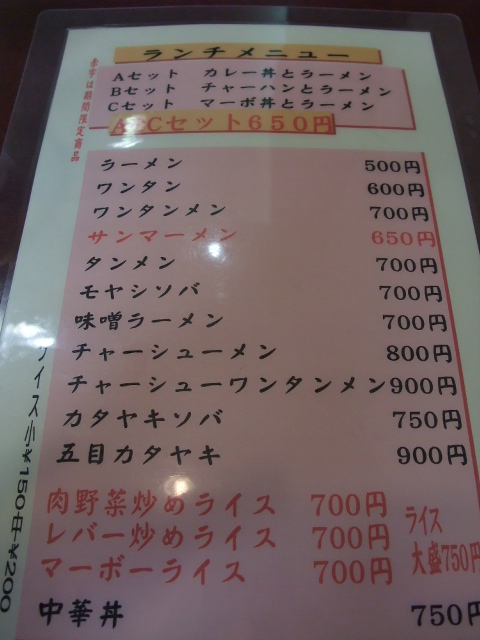 ランチメニュー
Aセット カレー丼とラーメン
Bセット チャーハンとラーメン
Cセット マーボ丼とラーメン
Cセット650円
赤字は期間限定商品
ラーメン 500円
ワンタン 600円
ワンタンメン 700円
サンマーメン 650円
タンメン 700円
モヤシソバ 700円
味噌ラーメン 700円
チャーシューメン 800円
チャーシューワンタンメン900円
カタヤキソバ 750円
五目カタヤキ 900円
肉野菜炒めライス 700円
レバー炒めライス 700円
マーボーライス 700円
ライス
大盛750円
中華丼 750円